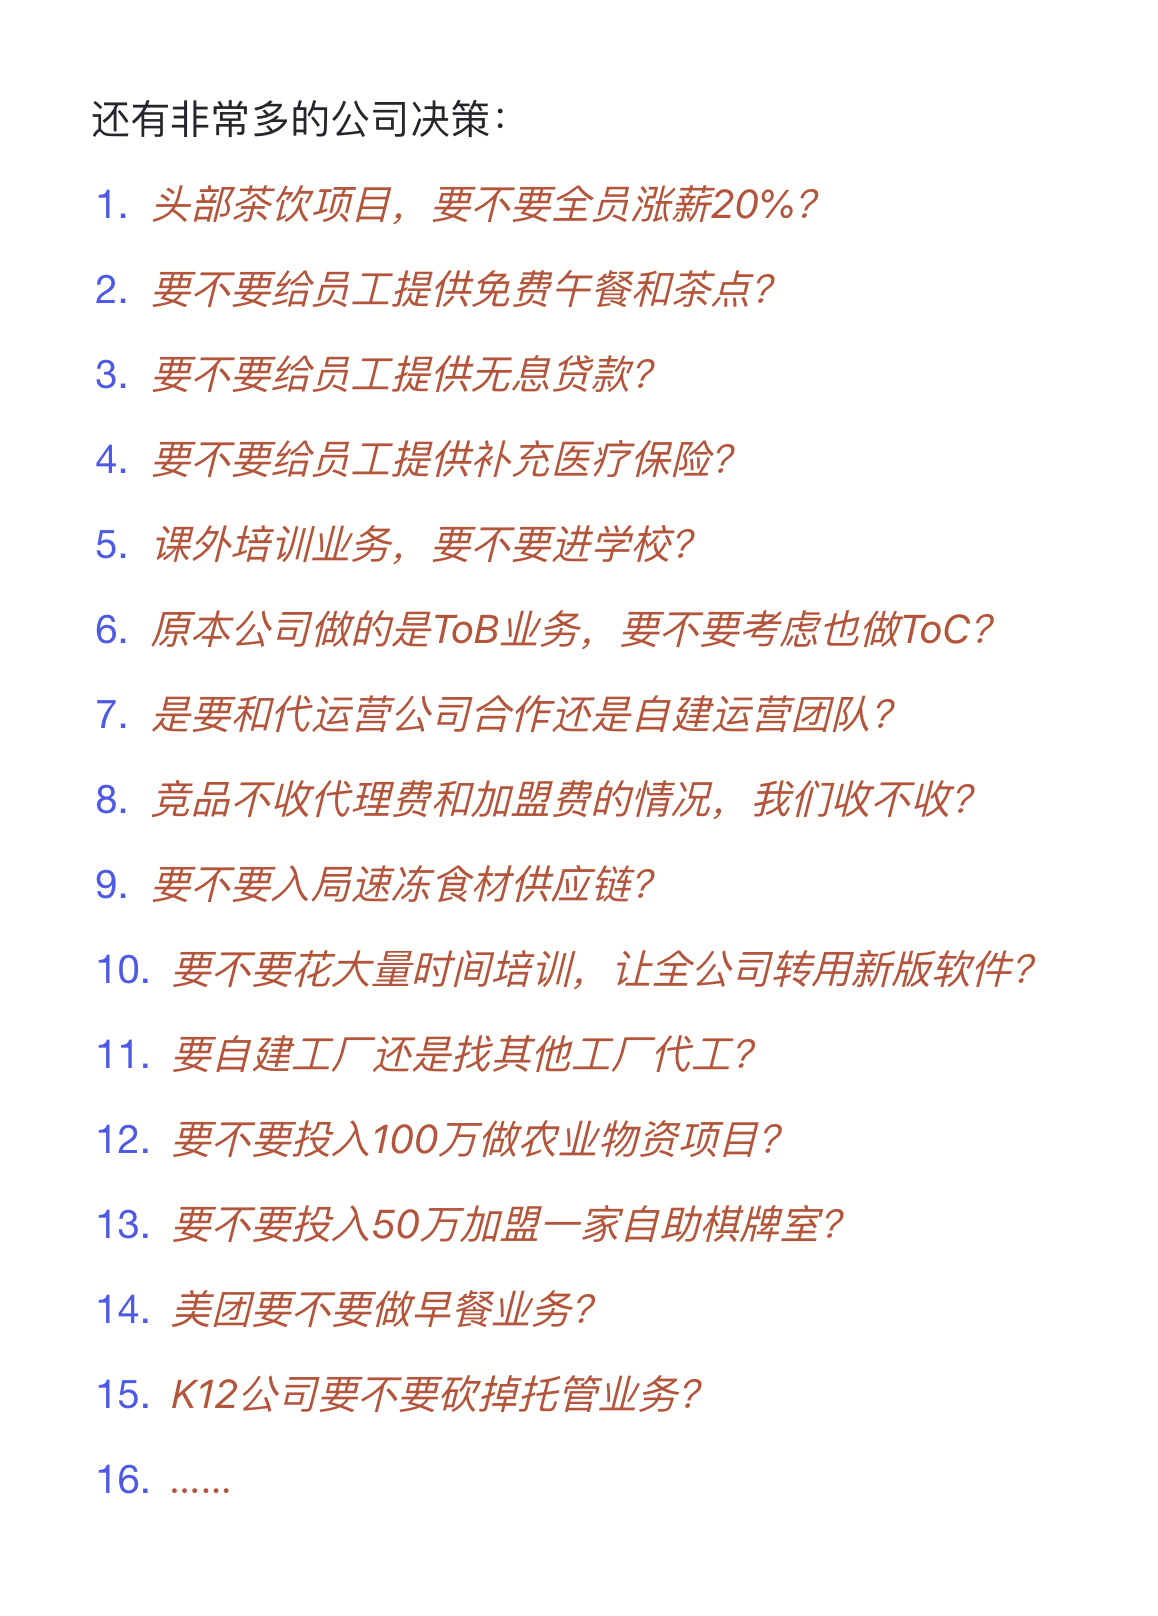 还有非常多的公司决策：
1. 头部茶饮项目，要不要全员涨薪20%？
2. 要不要给员工提供免费午餐和茶点？
3. 要不要给员工提供无息贷款？
4. 要不要给员工提供补充医疗保险？
5. 课外培训业务，要不要进学校？
6. 原本公司做的是ToB业务，要不要考虑也做ToC？
7. 是要和代运营公司合作还是自建运营团队？
8. 竞品不收代理费和加盟费的情况，我们收不收？
9. 要不要入局速冻食材供应链？
10. 要不要花大量时间培训，让全公司转用新版软件？
11. 要自建工厂还是找其他工厂代工？
12. 要不要投入100万做农业物资项目？
13. 要不要投入50万加盟一家自助棋牌室？
14. 美团要不要做早餐业务？
15. K12公司要不要砍掉托管业务？
16. ……